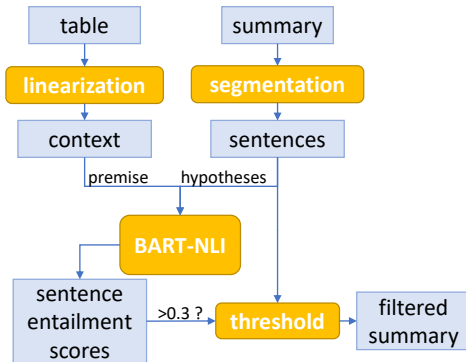 table
summary
linearization
segmentation
context
sentences
premise
hypotheses
BART-NLI
sentence
entailment
scores
>0.3 ?
threshold
filtered
summary